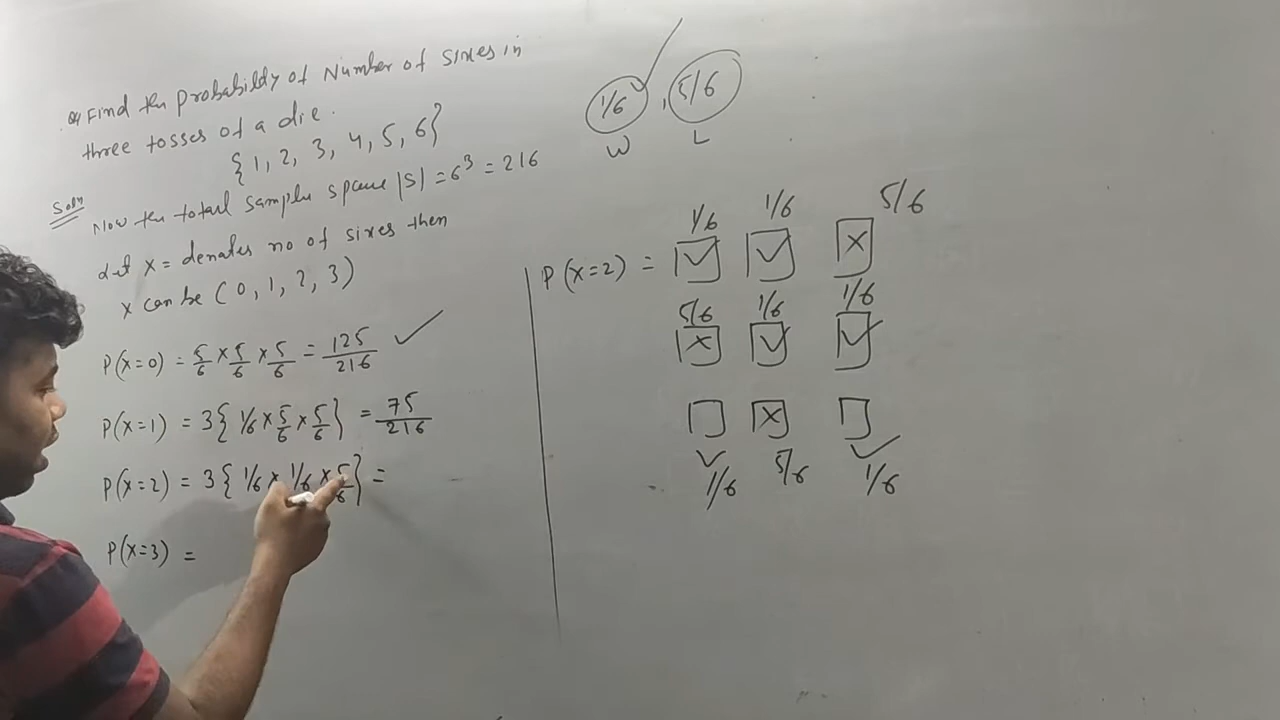 Q4 Find the Probability of Number of sixes in
three tosses of a die.
{1, 2, 3, 4, 5, 6}
Soln
Now the total sample space |S| = 6³ = 216
Let X = denates no of sixes then
X can be (0, 1, 2, 3)
P(X=0) = 5/6 × 5/6 × 5/6 = 125/216 ✓
P(X=1) = 3{1/6 × 5/6 × 5/6} = 75/216
P(X=2) = 3{1/6 × 1/6 × 5/6} =
P(X=3) =
1/6 ✓, 5/6
W L
1/6 1/6 5/6
P(X=2) = ✓ ✓ ×
5/6 1/6 1/6
× ✓ ✓
×
✓ ✓
1/6 5/6 1/6